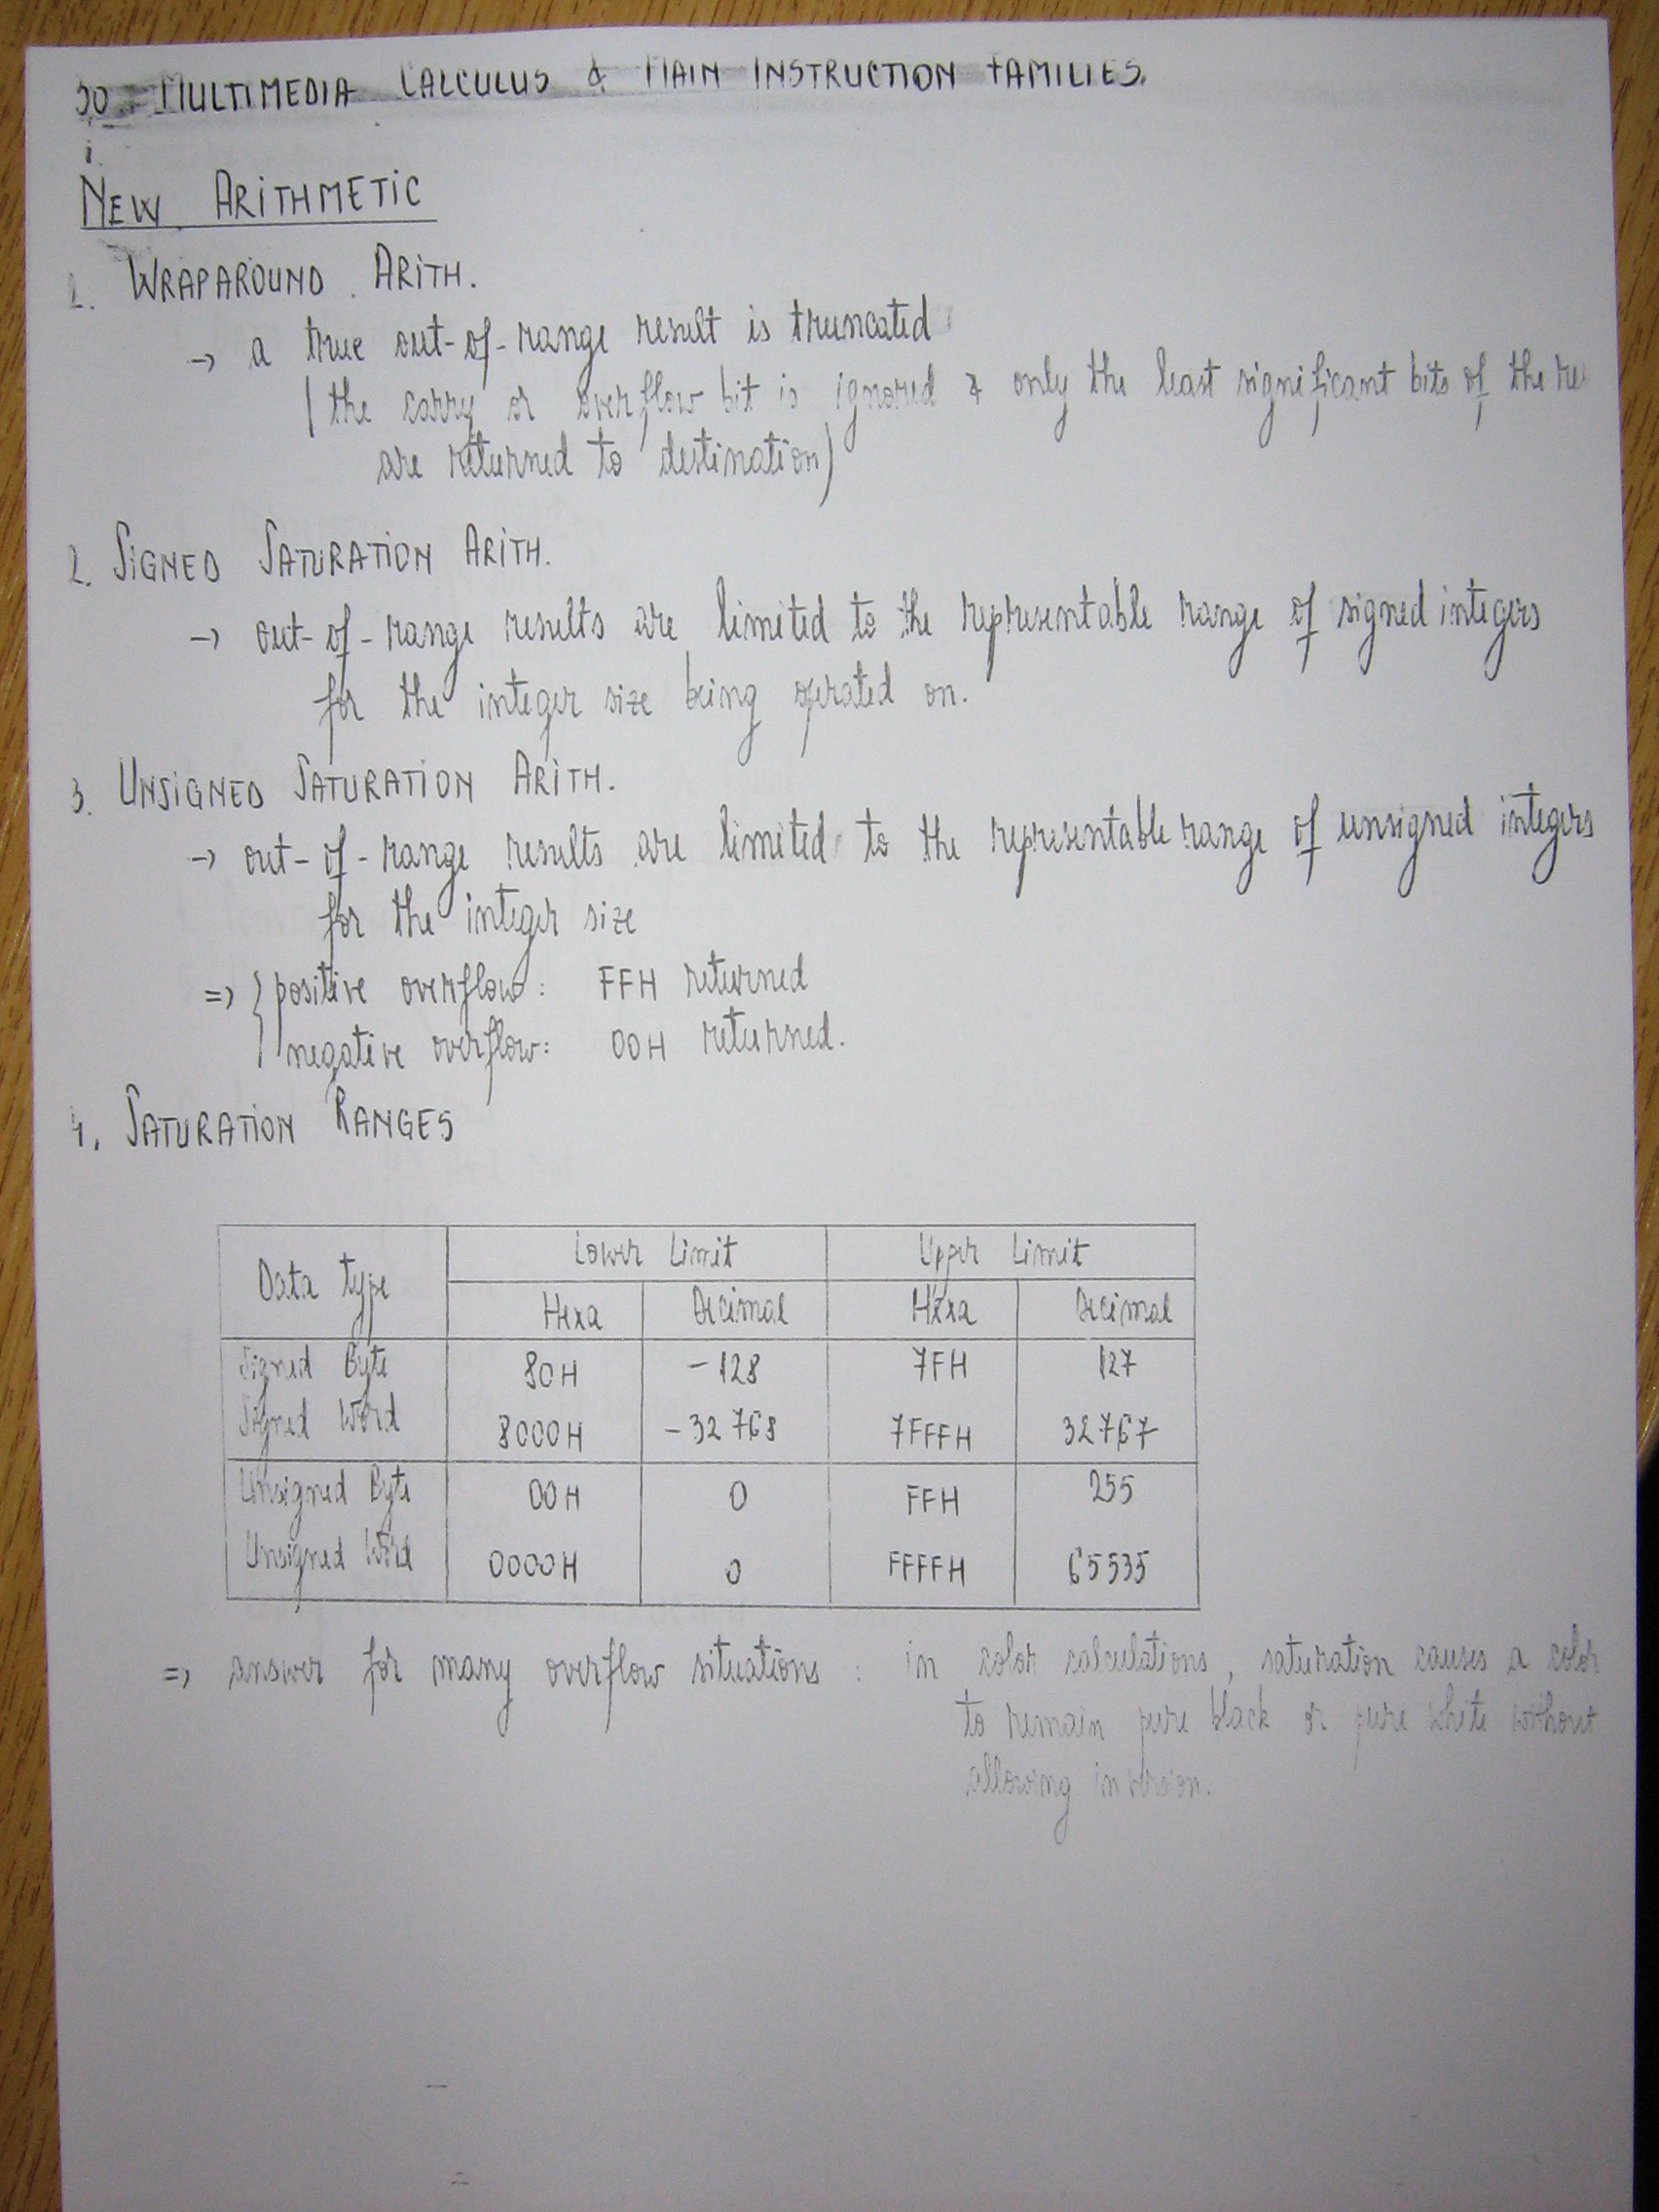 30. MULTIMEDIA CALCULUS & MAIN INSTRUCTION FAMILIES.
NEW ARITHMETIC
1. WRAPAROUND ARITH.
→ a true out-of-range result is truncated
(the carry or overflow bit is ignored & only the least significant bits of the re
are returned to destination)
2. SIGNED SATURATION ARITH.
→ out-of-range results are limited to the representable range of signed integers
for the integer size being operated on.
3. UNSIGNED SATURATION ARITH.
→ out-of-range results are limited to the representable range of unsigned integers
for the integer size
=> { positive overflow: FFH returned
negative overflow: 00H returned.
4. SATURATION RANGES
Data type Lower Limit Upper Limit
Hexa Decimal Hexa Decimal
Signed Byte 80H -128 7FH 127
Signed Word 8000H -32768 7FFFH 32767
Unsigned Byte 00H 0 FFH 255
Unsigned Word 0000H 0 FFFFH 65535
=> answer for many overflow situations : in color calculations, saturation causes a color
to remain pure black or pure white without
allowing inversion.